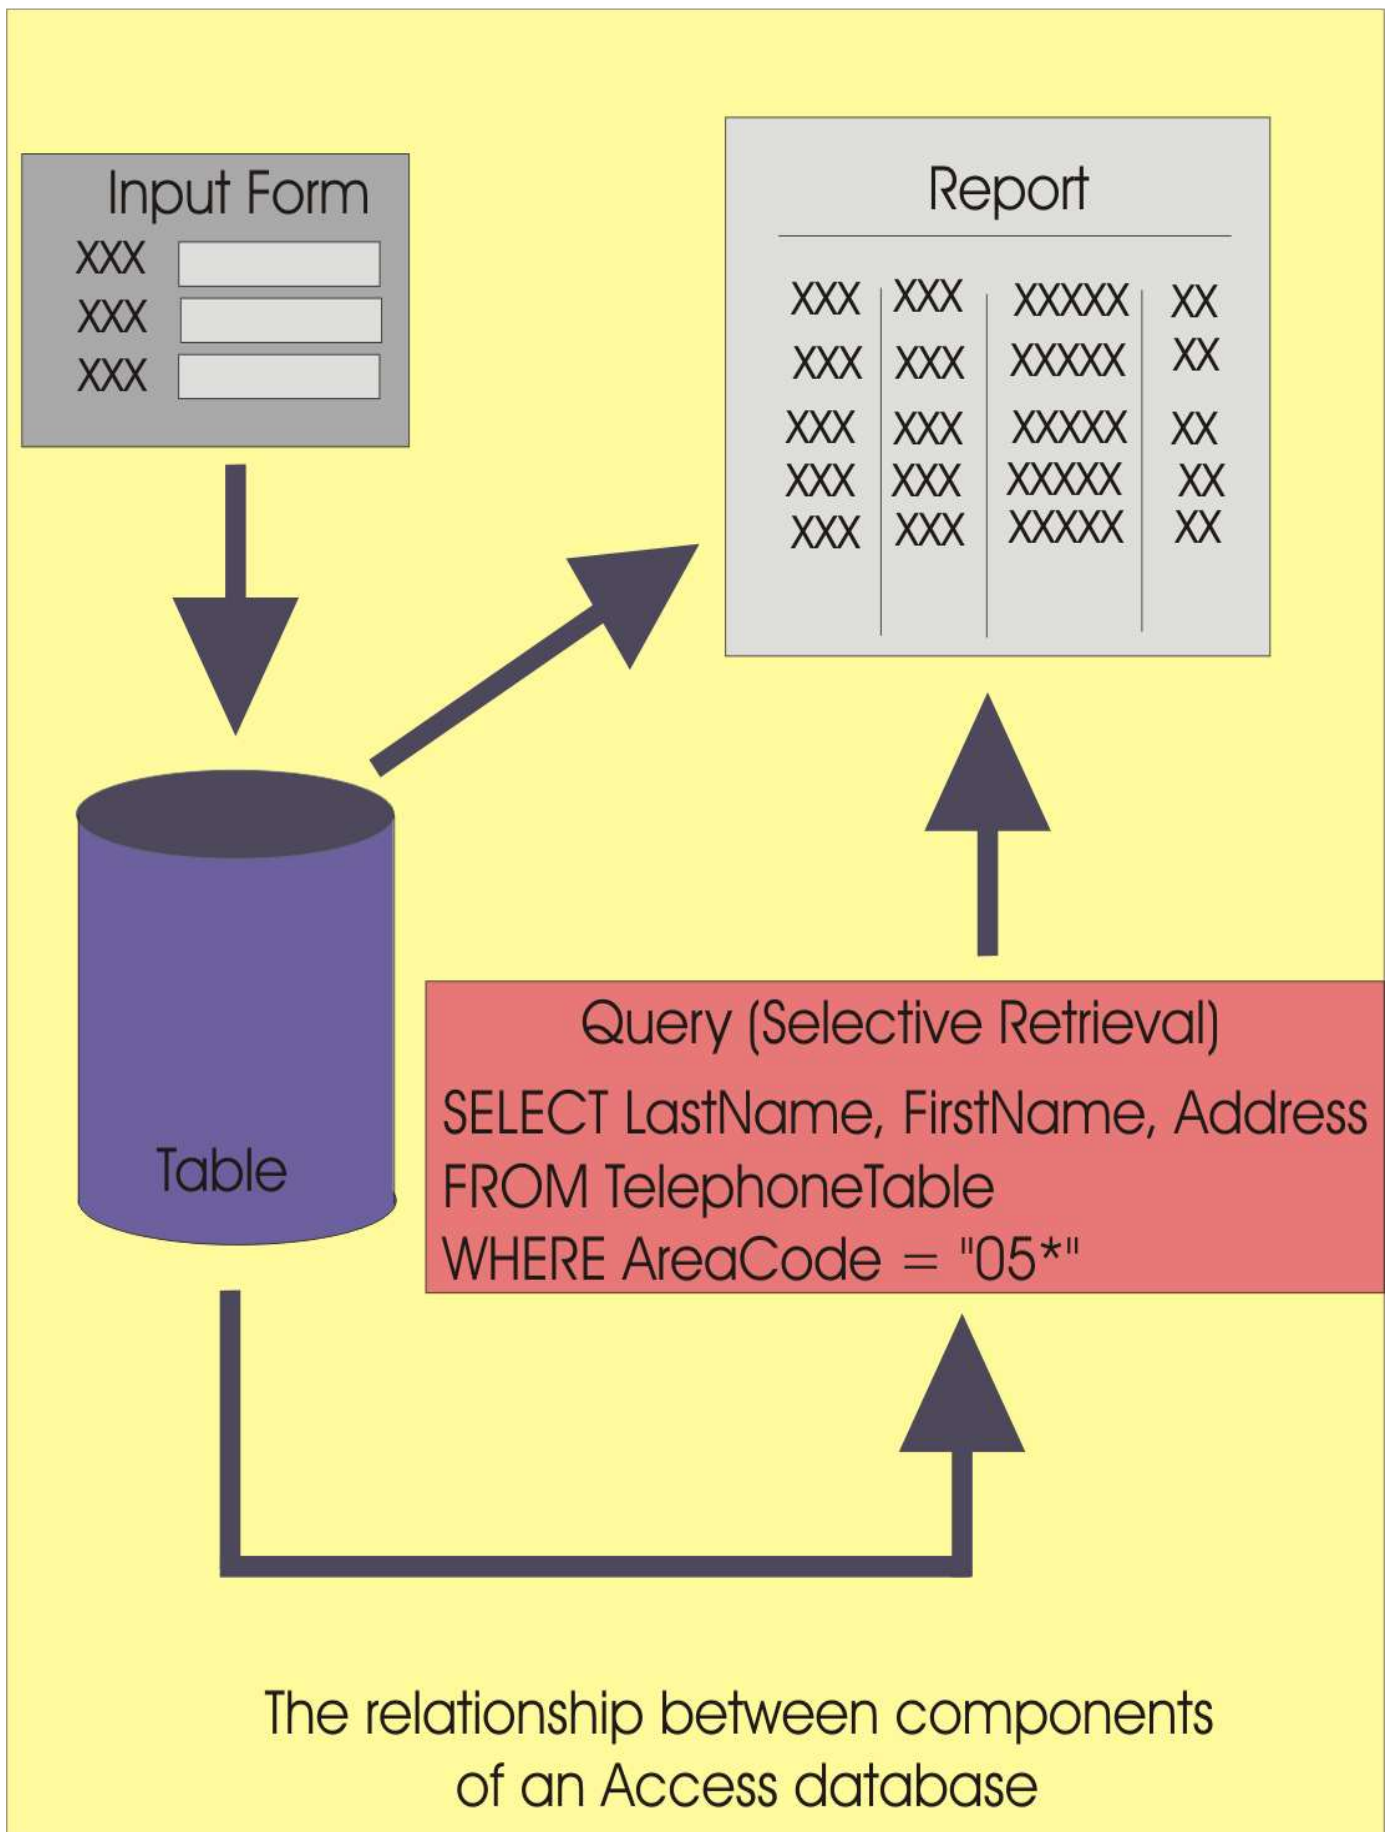 Input Form
XXX
XXX
XXX
Report
XXX XXX XXXXX XX
XXX XXX XXXXX XX
XXX XXX XXXXX XX
XXX XXX XXXXX XX
XXX XXX XXXXX XX
Table
Query (Selective Retrieval)
SELECT LastName, FirstName, Address
FROM TelephoneTable
WHERE AreaCode = "05*"
The relationship between components
of an Access database